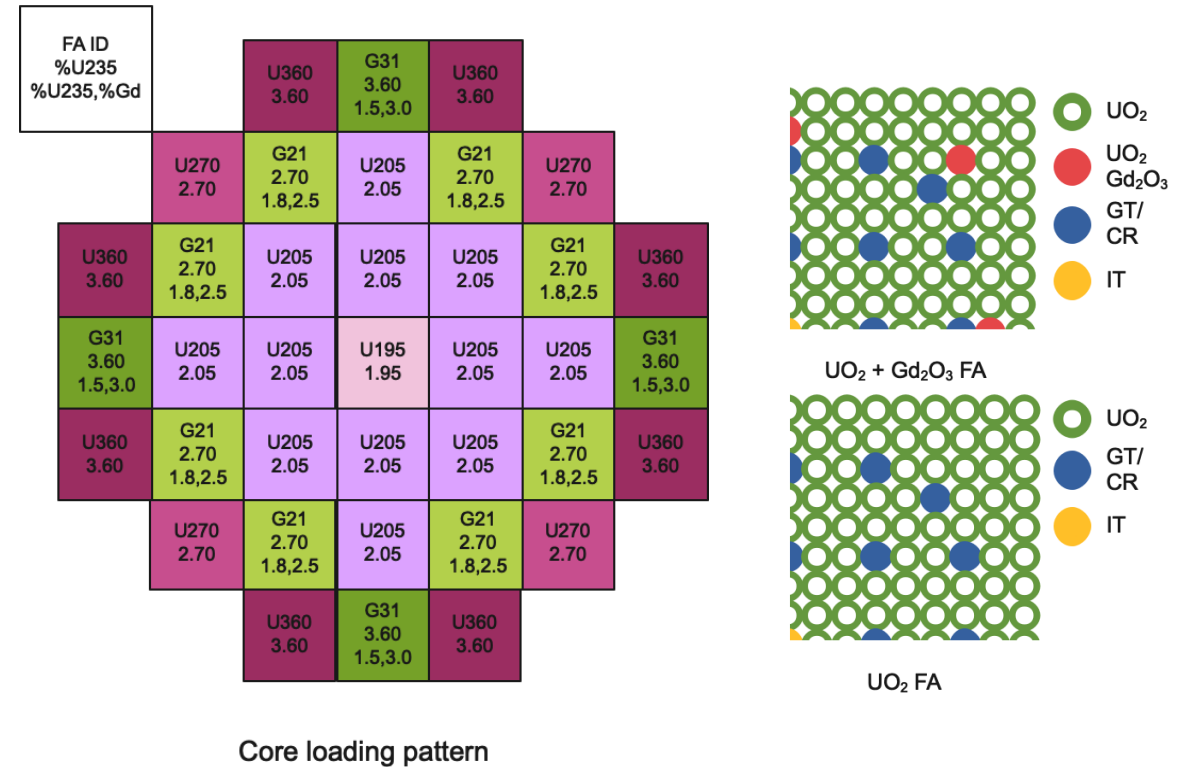 FA ID
%U235
%U235,%Gd
U360
3.60
G31
3.60
1.5,3.0
U360
3.60
U270
2.70
G21
2.70
1.8,2.5
U205
2.05
G21
2.70
1.8,2.5
U270
2.70
U360
3.60
G21
2.70
1.8,2.5
U205
2.05
U205
2.05
U205
2.05
G21
2.70
1.8,2.5
U360
3.60
G31
3.60
1.5,3.0
U205
2.05
U205
2.05
U195
1.95
U205
2.05
U205
2.05
G31
3.60
1.5,3.0
U360
3.60
G21
2.70
1.8,2.5
U205
2.05
U205
2.05
U205
2.05
G21
2.70
1.8,2.5
U360
3.60
U270
2.70
G21
2.70
1.8,2.5
U205
2.05
G21
2.70
1.8,2.5
U270
2.70
U360
3.60
G31
3.60
1.5,3.0
U360
3.60
Core loading pattern
UO₂
UO₂
Gd₂O₃
GT/
CR
IT
UO₂ + Gd₂O₃ FA
UO₂
GT/
CR
IT
UO₂ FA